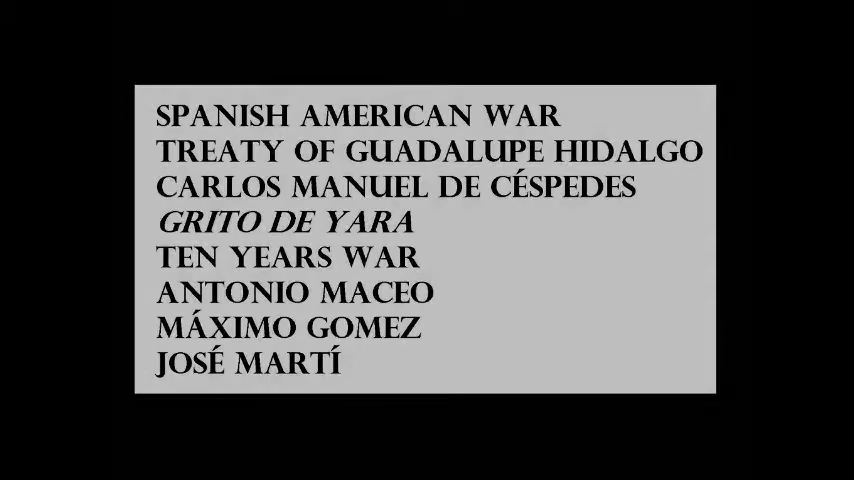 SPANISH AMERICAN WAR
TREATY OF GUADALUPE HIDALGO
CARLOS MANUEL DE CÉSPEDES
GRITO DE YARA
TEN YEARS WAR
ANTONIO MACEO
MÁXIMO GOMEZ
JOSÉ MARTÍ